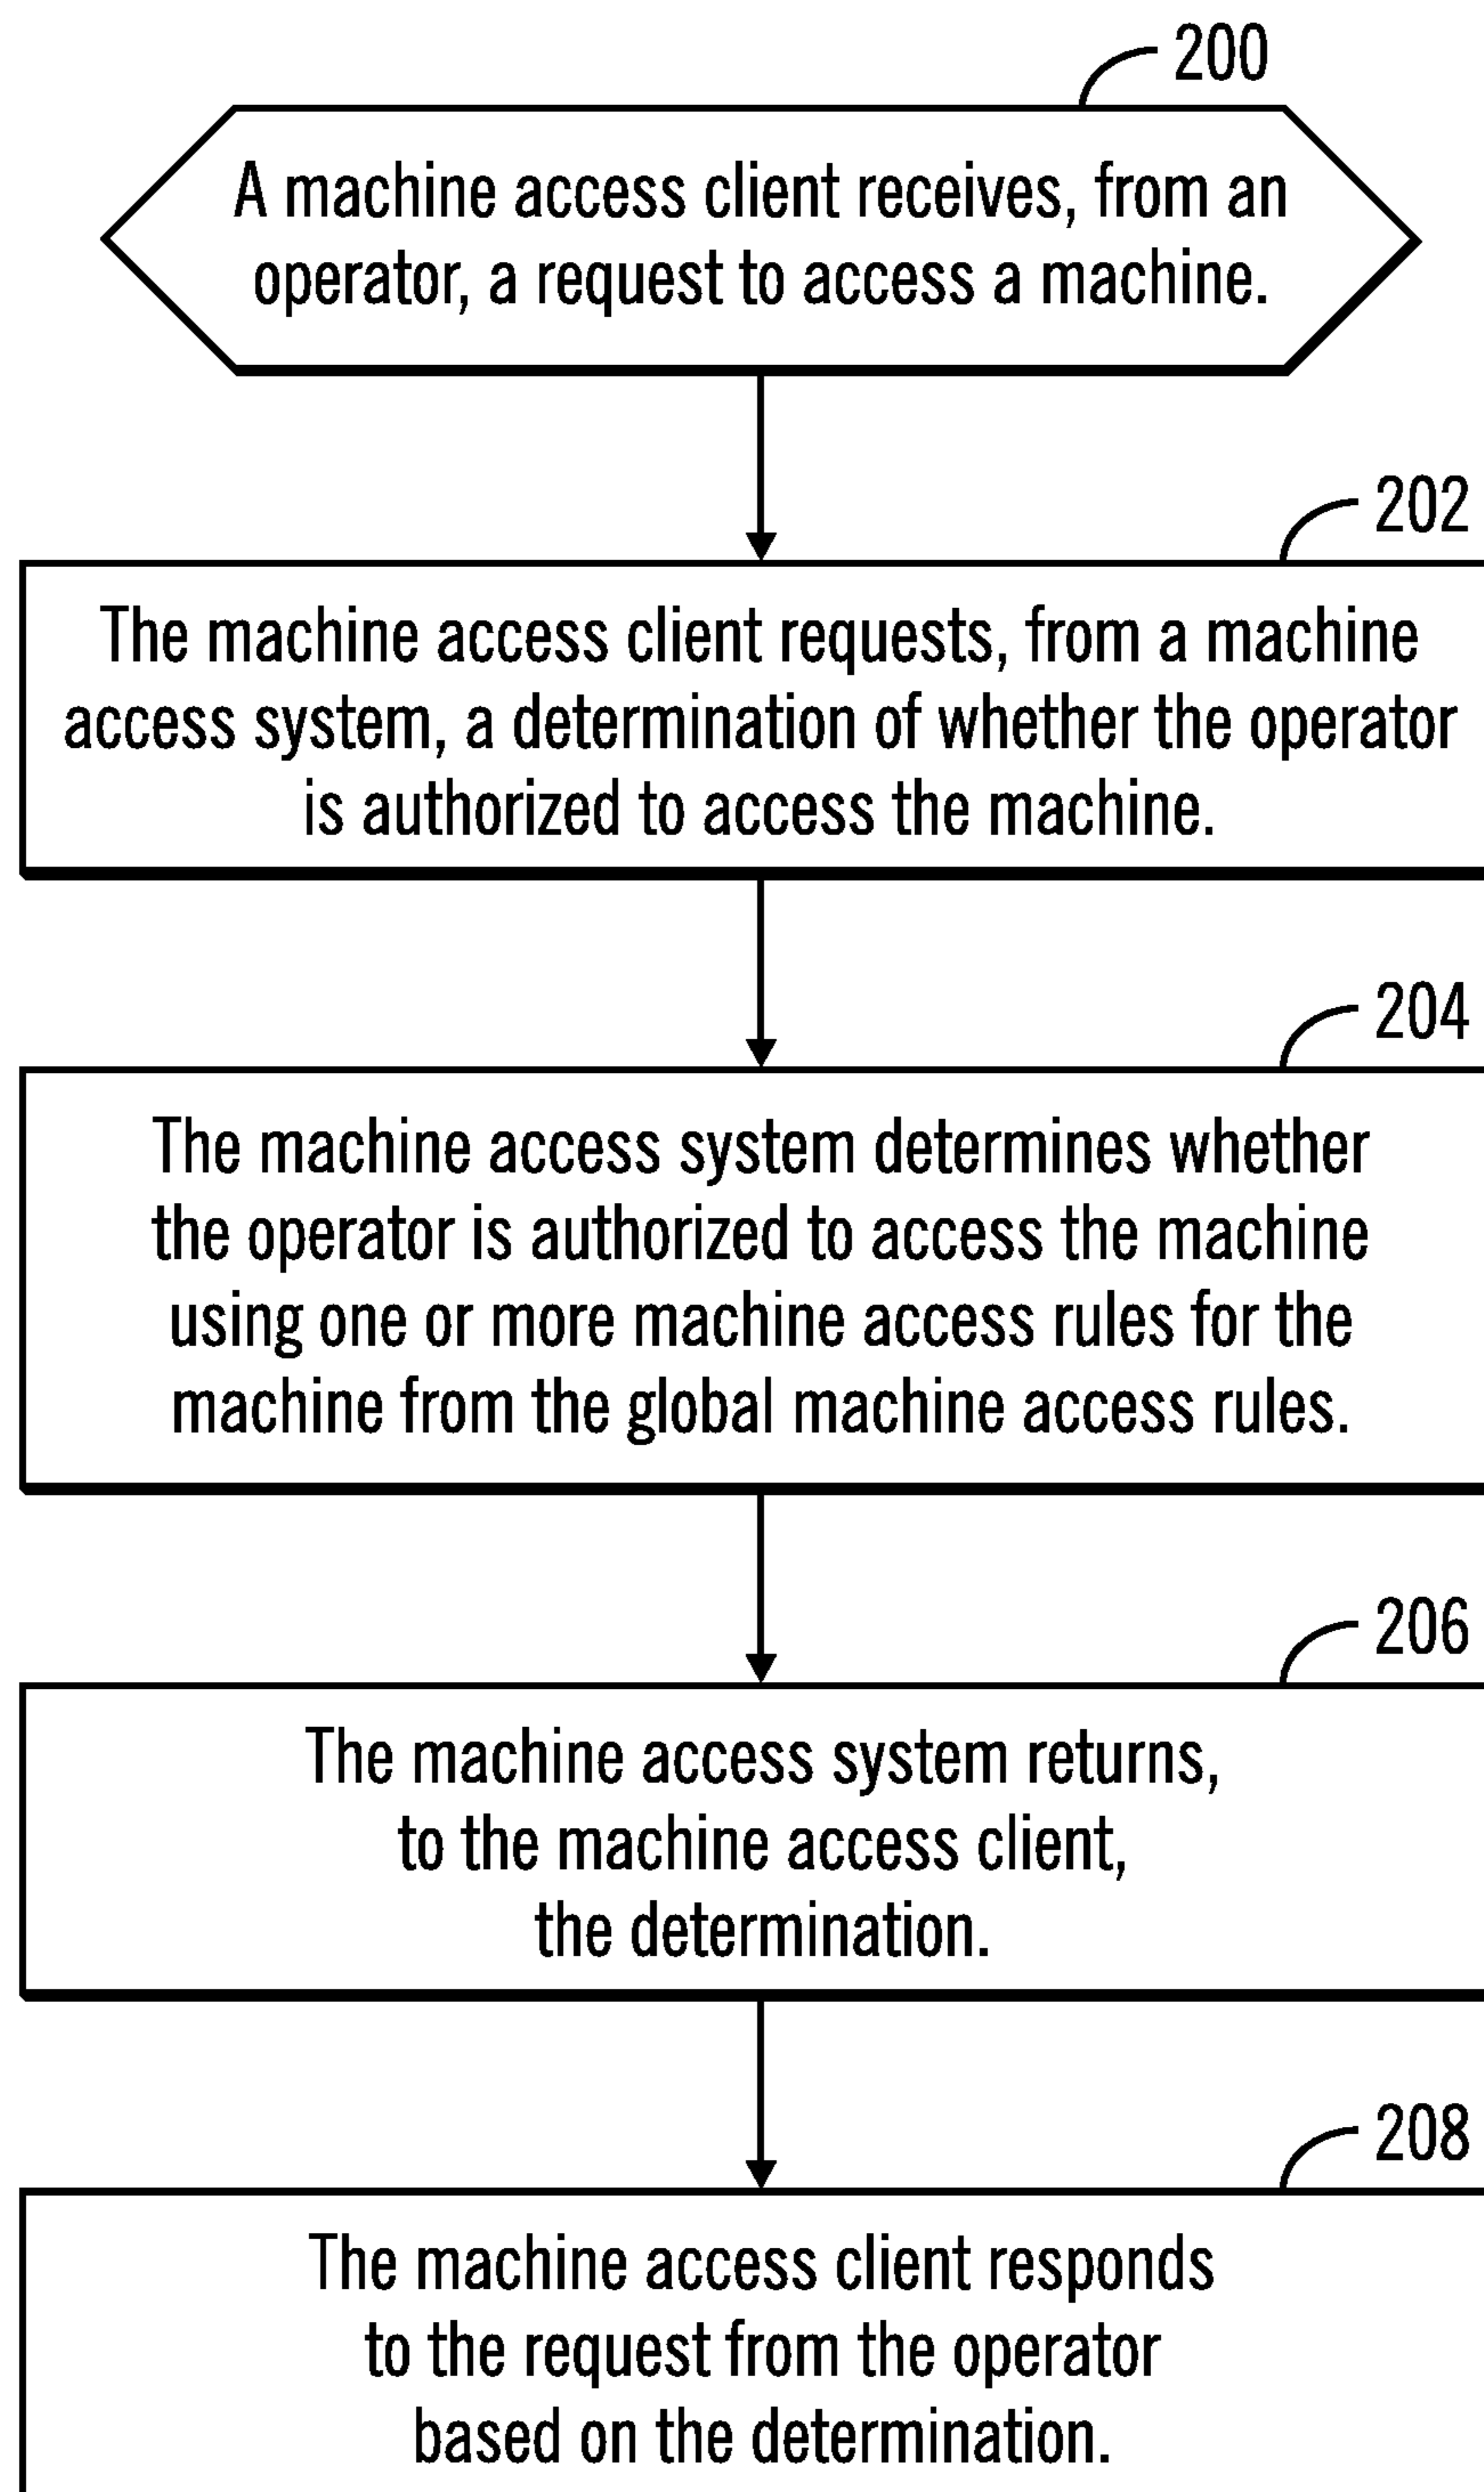 200
A machine access client receives, from an
operator, a request to access a machine.
202
The machine access client requests, from a machine
access system, a determination of whether the operator
is authorized to access the machine.
204
The machine access system determines whether
the operator is authorized to access the machine
using one or more machine access rules for the
machine from the global machine access rules.
206
The machine access system returns,
to the machine access client,
the determination.
208
The machine access client responds
to the request from the operator
based on the determination.